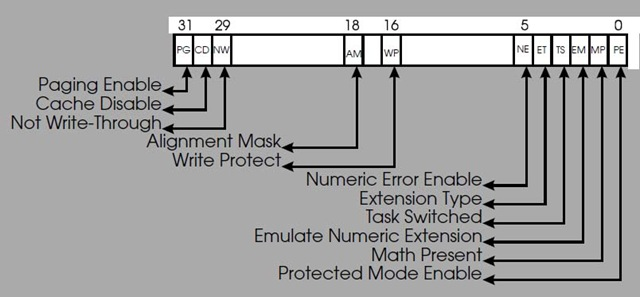 31 29 18 16 5 0
PG CD NW AM WP NE ET TS EM MP PE
Paging Enable
Cache Disable
Not Write-Through
Alignment Mask
Write Protect
Numeric Error Enable
Extension Type
Task Switched
Emulate Numeric Extension
Math Present
Protected Mode Enable